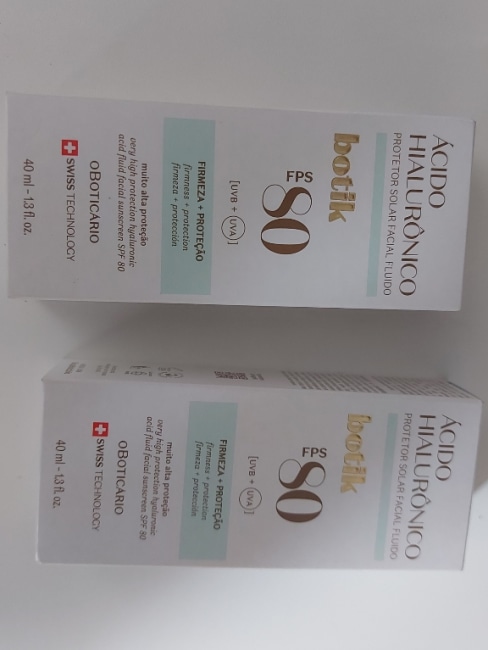 ÁCIDO
HIALURÔNICO
PROTETOR SOLAR FACIAL FLUIDO
botik
FPS
80
[UVB + UVA]
FIRMEZA + PROTEÇÃO
firmness + protection
firmeza + protección
muito alta proteção
very high protection hyaluronic
acid fluid facial sunscreen SPF 80
oBOTICÁRIO
SWISS TECHNOLOGY
40 ml - 1.3 fl. oz.
ÁCIDO
HIALURÔNICO
PROTETOR SOLAR FACIAL FLUIDO
botik
FPS
80
[UVB + UVA]
FIRMEZA + PROTEÇÃO
firmness + protection
firmeza + protección
muito alta proteção
very high protection hyaluronic
acid fluid facial sunscreen SPF 80
oBOTICÁRIO
SWISS TECHNOLOGY
40 ml - 1.3 fl. oz.